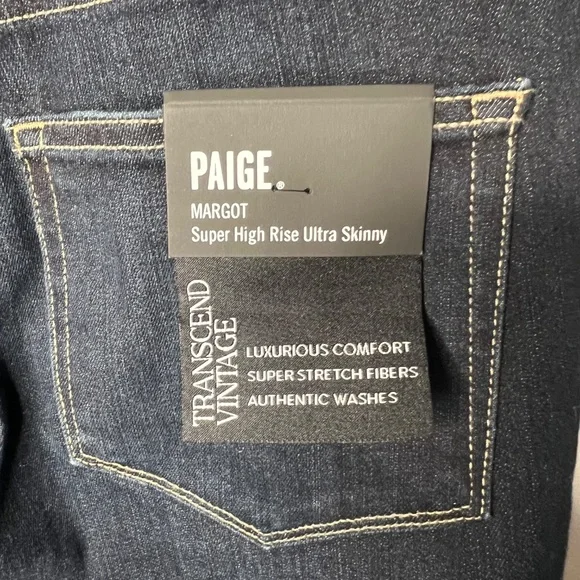 PAIGE®
MARGOT
Super High Rise Ultra Skinny
TRANSCEND
VINTAGE
LUXURIOUS COMFORT
SUPER STRETCH FIBERS
AUTHENTIC WASHES